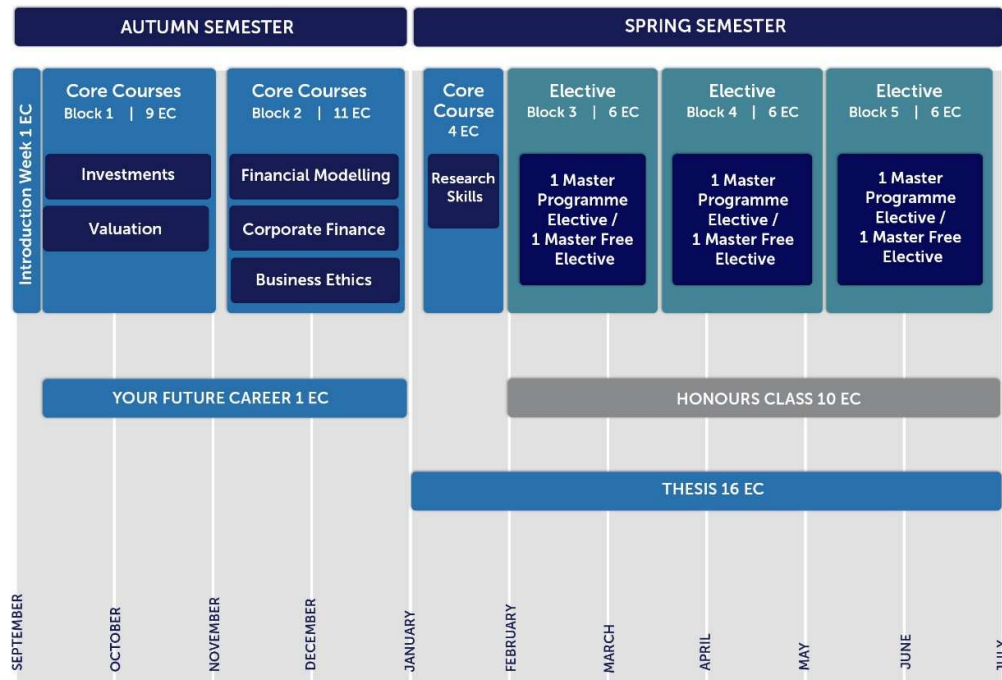 AUTUMN SEMESTER
SPRING SEMESTER
Introduction Week 1 EC
Core Courses
Block 1 | 9 EC
Investments
Valuation
Core Courses
Block 2 | 11 EC
Financial Modelling
Corporate Finance
Business Ethics
Core
Course
4 EC
Research
Skills
Elective
Block 3 | 6 EC
1 Master
Programme
Elective /
1 Master Free
Elective
Elective
Block 4 | 6 EC
1 Master
Programme
Elective /
1 Master Free
Elective
Elective
Block 5 | 6 EC
1 Master
Programme
Elective /
1 Master Free
Elective
YOUR FUTURE CAREER 1 EC
HONOURS CLASS 10 EC
THESIS 16 EC
SEPTEMBER
OCTOBER
NOVEMBER
DECEMBER
JANUARY
FEBRUARY
MARCH
APRIL
MAY
JUNE
JULY